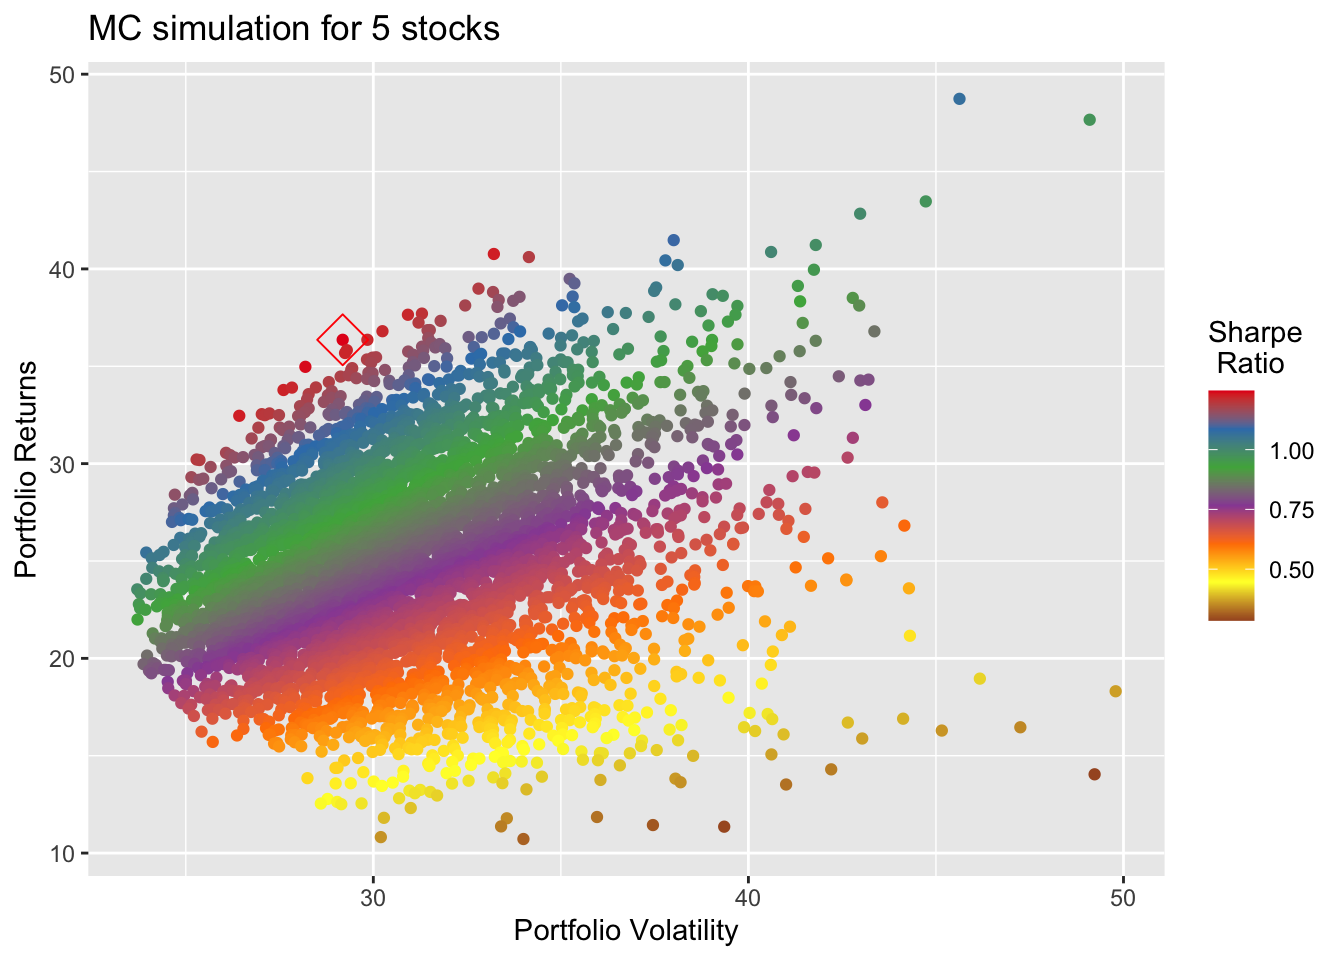 MC simulation for 5 stocks
50
40
30
20
10
30
40
50
Portfolio Returns
Portfolio Volatility
Sharpe
Ratio
1.00
0.75
0.50